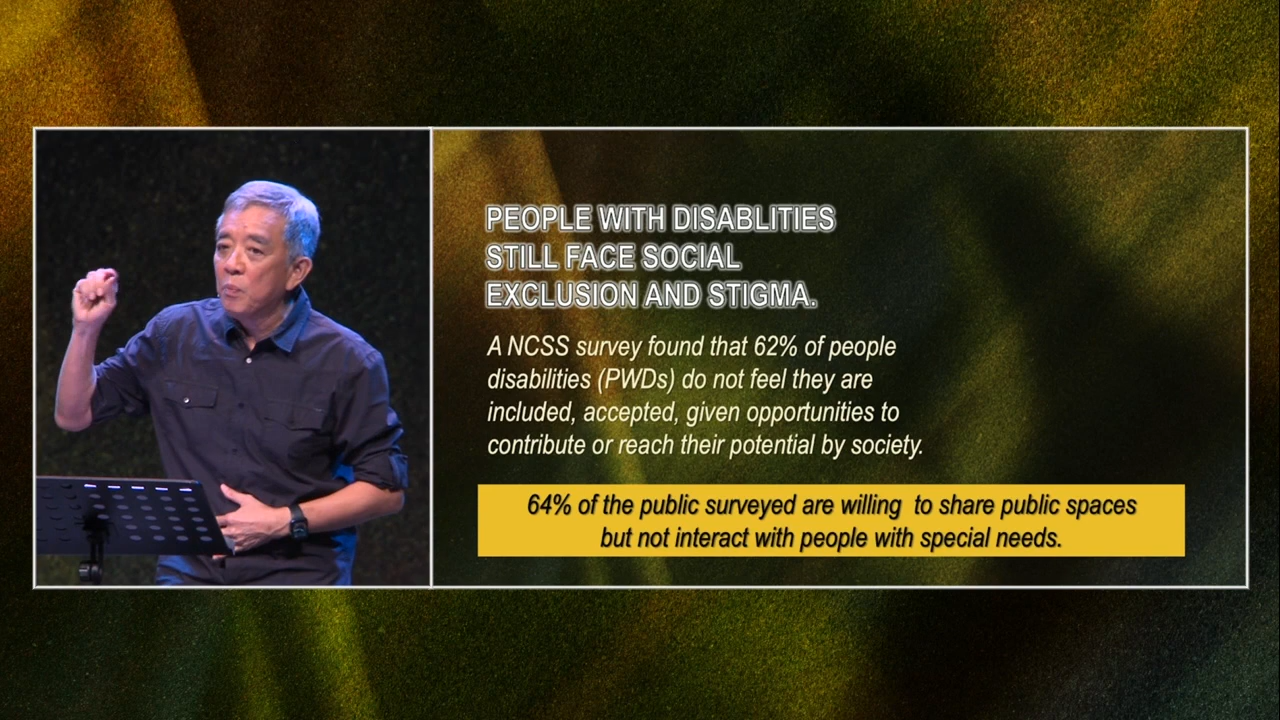 PEOPLE WITH DISABLITIES
STILL FACE SOCIAL
EXCLUSION AND STIGMA.
A NCSS survey found that 62% of people
disabilities (PWDs) do not feel they are
included, accepted, given opportunities to
contribute or reach their potential by society.
64% of the public surveyed are willing  to share public spaces
but not interact with people with special needs.